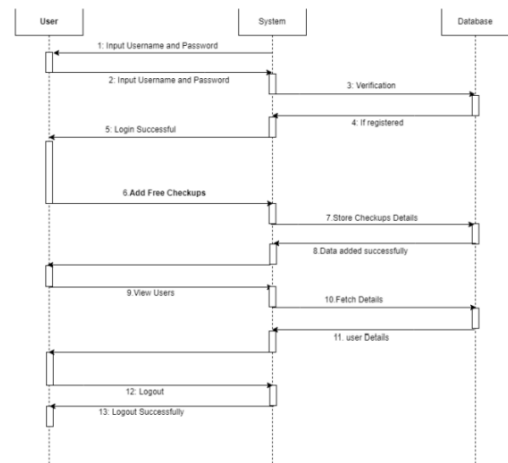 User
System
Database
1: Input Username and Password
2: Input Username and Password
3: Verification
4: If registered
5: Login Successful
6.Add Free Checkups
7.Store Checkups Details
8.Data added successfully
9.View Users
10.Fetch Details
11. user Details
12: Logout
13: Logout Successfully